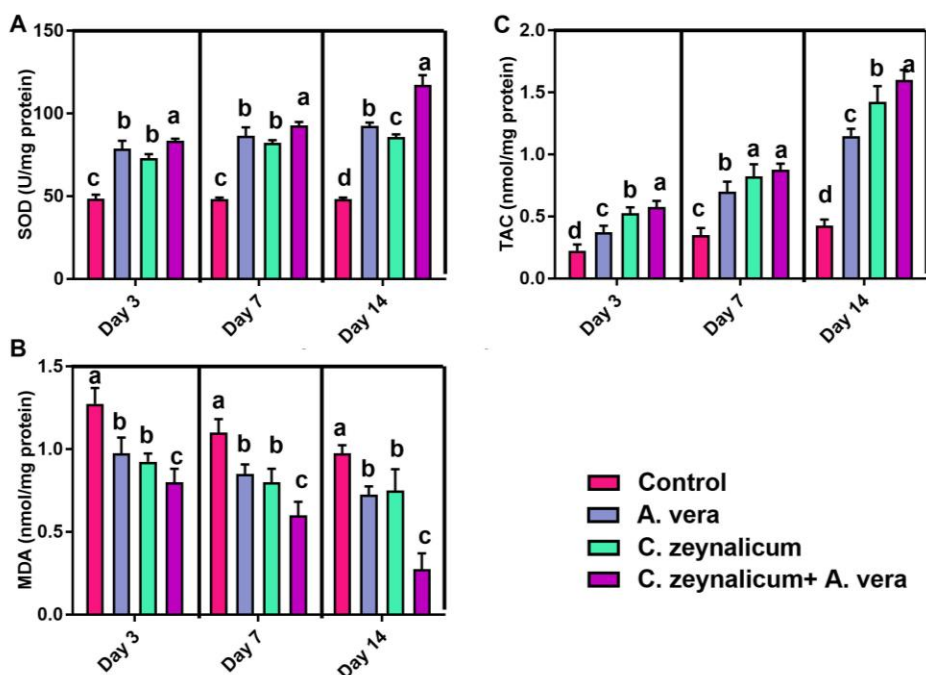 A
SOD (U/mg protein)
150
100
50
0
c b b a
c b b a
d b c a
Day 3
Day 7
Day 14
C
TAC (nmol/mg protein)
2.0
1.5
1.0
0.5
0.0
d c b a
c b a a
d c b a
Day 3
Day 7
Day 14
B
MDA (nmol/mg protein)
1.5
1.0
0.5
0.0
a b b c
a b b c
a b b c
Day 3
Day 7
Day 14
Control
A. vera
C. zeynalicum
C. zeynalicum+ A. vera